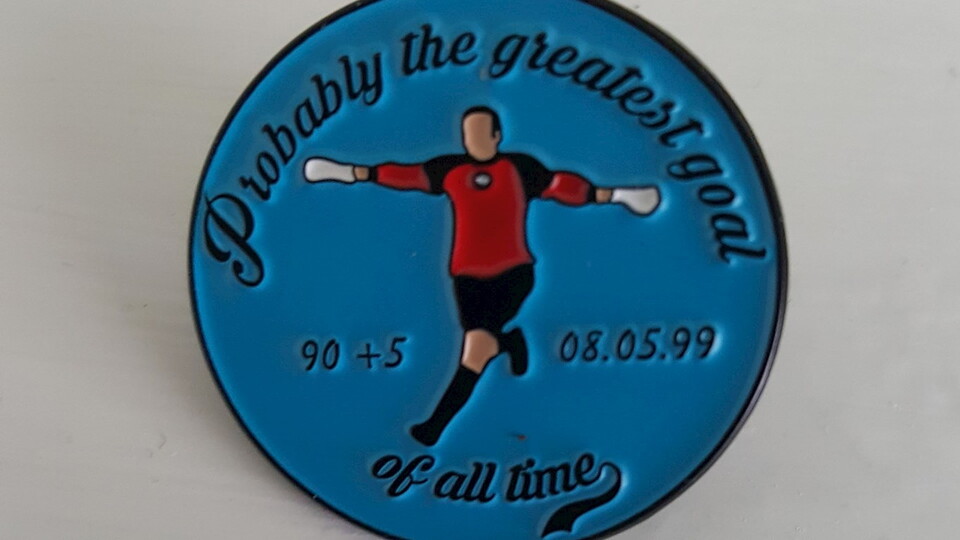 Probably the greatest goal
90 +5
08.05.99
of all time